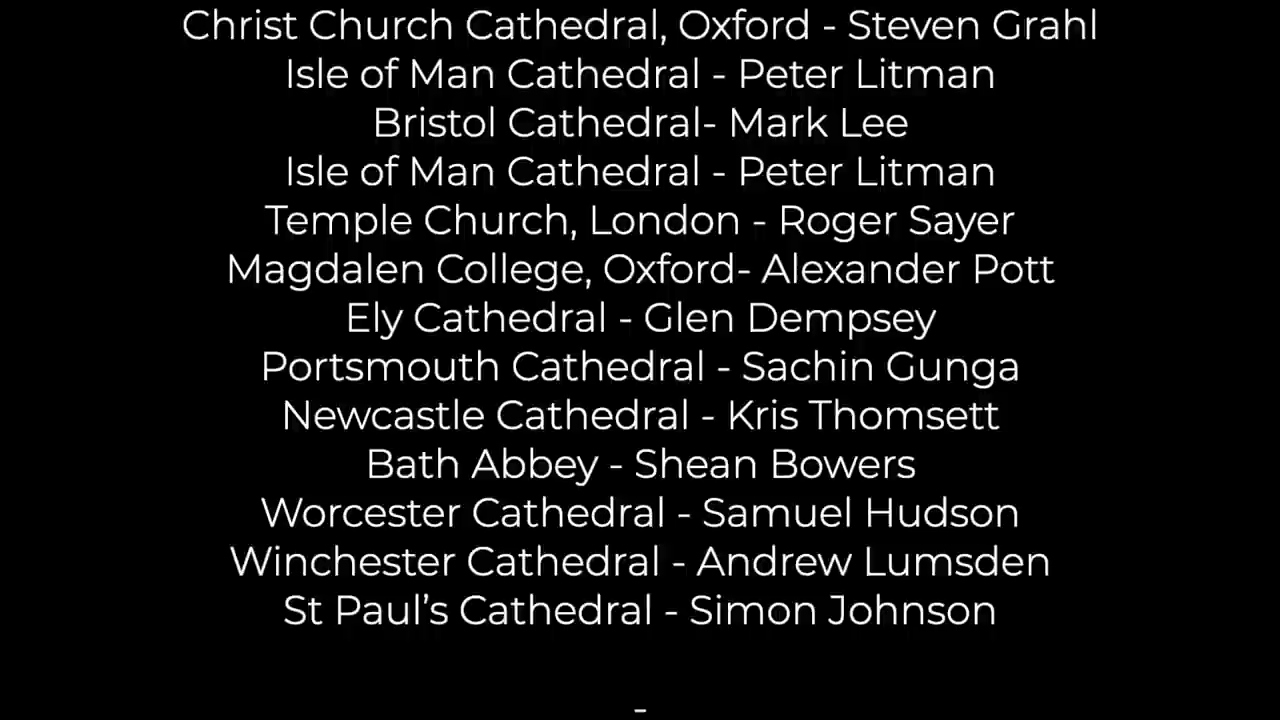 Christ Church Cathedral, Oxford - Steven Grahl
Isle of Man Cathedral - Peter Litman
Bristol Cathedral- Mark Lee
Isle of Man Cathedral - Peter Litman
Temple Church, London - Roger Sayer
Magdalen College, Oxford- Alexander Pott
Ely Cathedral - Glen Dempsey
Portsmouth Cathedral - Sachin Gunga
Newcastle Cathedral - Kris Thomsett
Bath Abbey - Shean Bowers
Worcester Cathedral - Samuel Hudson
Winchester Cathedral - Andrew Lumsden
St Paul’s Cathedral - Simon Johnson
-